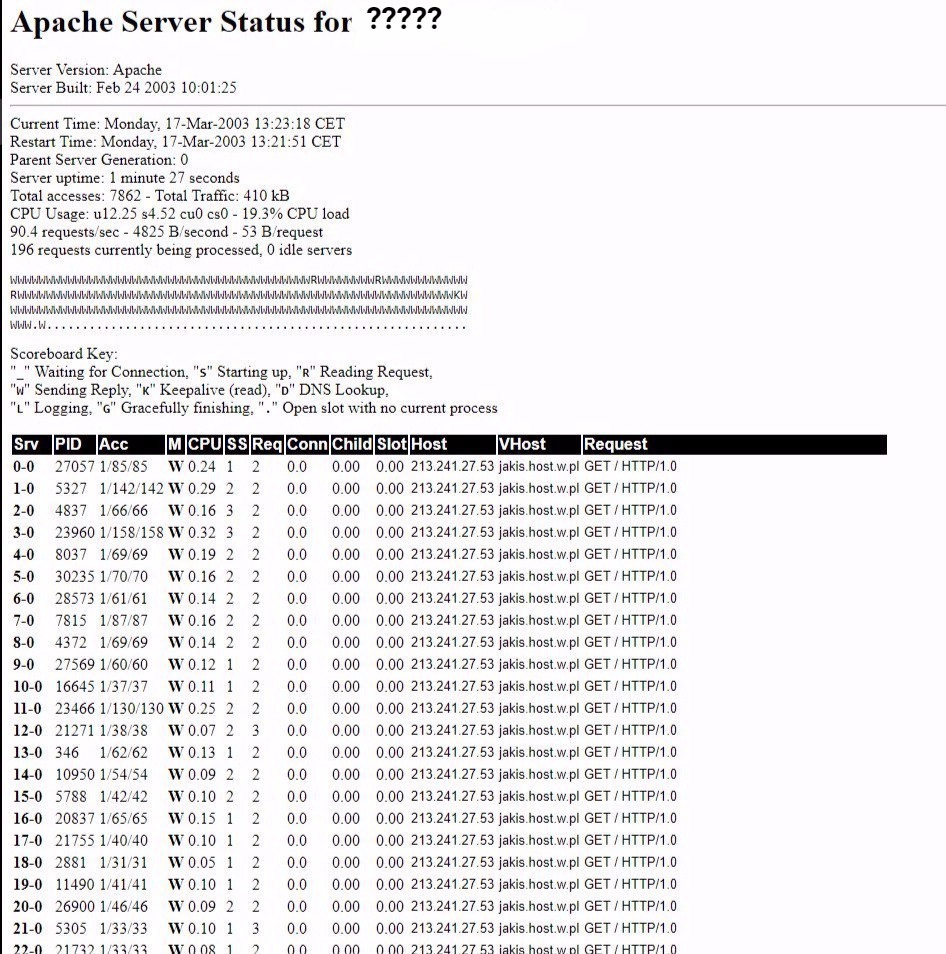 Apache Server Status for ?????
Server Version: Apache
Server Built: Feb 24 2003 10:01:25
Current Time: Monday, 17-Mar-2003 13:23:18 CET
Restart Time: Monday, 17-Mar-2003 13:21:51 CET
Parent Server Generation: 0
Server uptime: 1 minute 27 seconds
Total accesses: 7862 - Total Traffic: 410 kB
CPU Usage: u12.25 s4.52 cu0 cs0 - 19.3% CPU load
90.4 requests/sec - 4825 B/second - 53 B/request
196 requests currently being processed, 0 idle servers
WWWWWWWWWWWWWWWWWWWWWWWWWWWWWWWWWWWWWWWWWWRWWWWWWWWRWWWWWWWWWWWW
RWWWWWWWWWWWWWWWWWWWWWWWWWWWWWWWWWWWWWWWWWWWWWWWWWWWWWWWWWWWWWKW
WWWWWWWWWWWWWWWWWWWWWWWWWWWWWWWWWWWWWWWWWWWWWWWWWWWWWWWWWWWWWWWW
WWW.W...........................................................
Scoreboard Key:
"_" Waiting for Connection, "S" Starting up, "R" Reading Request,
"W" Sending Reply, "K" Keepalive (read), "D" DNS Lookup,
"L" Logging, "G" Gracefully finishing, "." Open slot with no current process
Srv PID Acc M CPU SS Req Conn Child Slot Host VHost Request
0-0 27057 1/85/85 W 0.24 1 2 0.0 0.00 0.00 213.241.27.53 jakis.host.w.pl GET / HTTP/1.0
1-0 5327 1/142/142 W 0.29 2 2 0.0 0.00 0.00 213.241.27.53 jakis.host.w.pl GET / HTTP/1.0
2-0 4837 1/66/66 W 0.16 3 2 0.0 0.00 0.00 213.241.27.53 jakis.host.w.pl GET / HTTP/1.0
3-0 23960 1/158/158 W 0.32 3 2 0.0 0.00 0.00 213.241.27.53 jakis.host.w.pl GET / HTTP/1.0
4-0 8037 1/69/69 W 0.19 2 2 0.0 0.00 0.00 213.241.27.53 jakis.host.w.pl GET / HTTP/1.0
5-0 30235 1/70/70 W 0.16 2 2 0.0 0.00 0.00 213.241.27.53 jakis.host.w.pl GET / HTTP/1.0
6-0 28573 1/61/61 W 0.14 2 2 0.0 0.00 0.00 213.241.27.53 jakis.host.w.pl GET / HTTP/1.0
7-0 7815 1/87/87 W 0.16 2 2 0.0 0.00 0.00 213.241.27.53 jakis.host.w.pl GET / HTTP/1.0
8-0 4372 1/69/69 W 0.14 2 2 0.0 0.00 0.00 213.241.27.53 jakis.host.w.pl GET / HTTP/1.0
9-0 27569 1/60/60 W 0.12 1 2 0.0 0.00 0.00 213.241.27.53 jakis.host.w.pl GET / HTTP/1.0
10-0 16645 1/37/37 W 0.11 1 2 0.0 0.00 0.00 213.241.27.53 jakis.host.w.pl GET / HTTP/1.0
11-0 23466 1/130/130 W 0.25 2 2 0.0 0.00 0.00 213.241.27.53 jakis.host.w.pl GET / HTTP/1.0
12-0 21271 1/38/38 W 0.07 2 3 0.0 0.00 0.00 213.241.27.53 jakis.host.w.pl GET / HTTP/1.0
13-0 346 1/62/62 W 0.13 1 2 0.0 0.00 0.00 213.241.27.53 jakis.host.w.pl GET / HTTP/1.0
14-0 10950 1/54/54 W 0.09 2 2 0.0 0.00 0.00 213.241.27.53 jakis.host.w.pl GET / HTTP/1.0
15-0 5788 1/42/42 W 0.10 2 2 0.0 0.00 0.00 213.241.27.53 jakis.host.w.pl GET / HTTP/1.0
16-0 20837 1/65/65 W 0.15 1 2 0.0 0.00 0.00 213.241.27.53 jakis.host.w.pl GET / HTTP/1.0
17-0 21755 1/40/40 W 0.10 1 2 0.0 0.00 0.00 213.241.27.53 jakis.host.w.pl GET / HTTP/1.0
18-0 2881 1/31/31 W 0.05 1 2 0.0 0.00 0.00 213.241.27.53 jakis.host.w.pl GET / HTTP/1.0
19-0 11490 1/41/41 W 0.10 1 2 0.0 0.00 0.00 213.241.27.53 jakis.host.w.pl GET / HTTP/1.0
20-0 26900 1/46/46 W 0.09 2 2 0.0 0.00 0.00 213.241.27.53 jakis.host.w.pl GET / HTTP/1.0
21-0 5305 1/33/33 W 0.10 1 3 0.0 0.00 0.00 213.241.27.53 jakis.host.w.pl GET / HTTP/1.0
22-0 21732 1/33/33 W 0.08 1 2 0.0 0.00 0.00 213.241.27.53 jakis.host.w.pl GET / HTTP/1.0